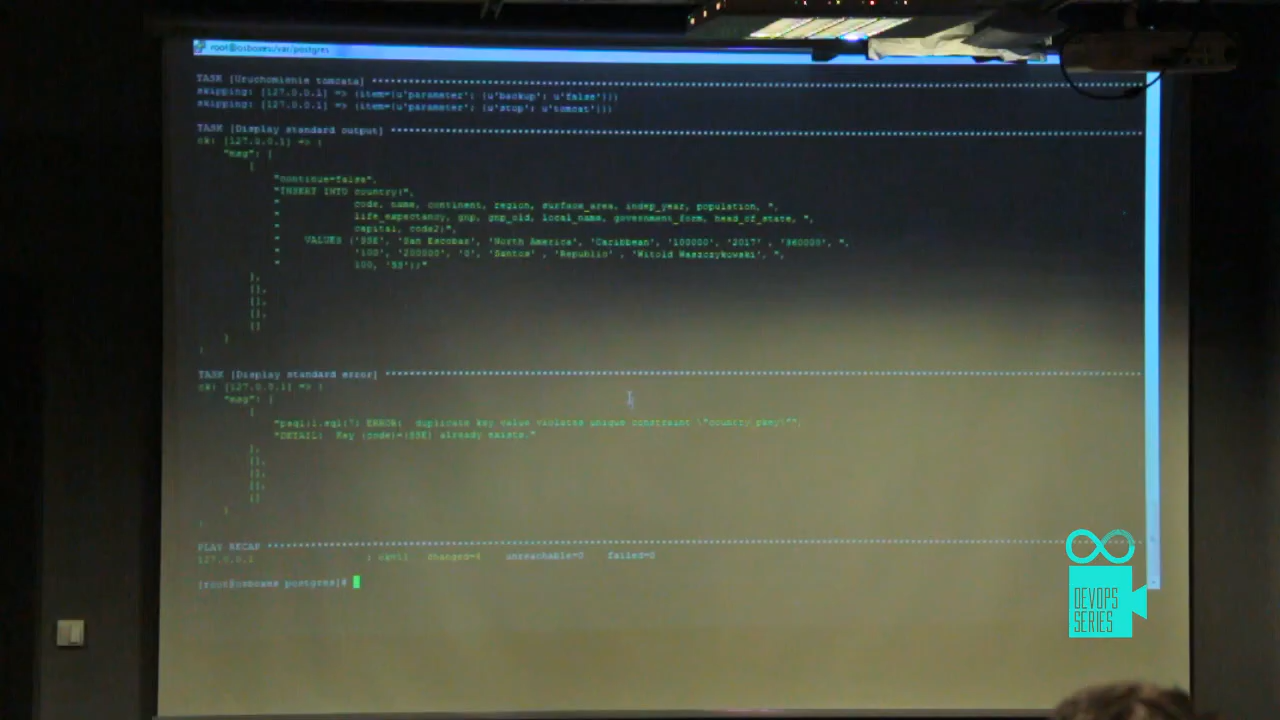 root@osboxes:/var/postgres
TASK [Uruchomienie tomcata] ****
skipping: [127.0.0.1] => (item={u'parameter': {u'backup': u'false'}})
skipping: [127.0.0.1] => (item={u'parameter': {u'stop': u'tomcat'}})
TASK [Display standard output] ****
ok: [127.0.0.1] => {
"msg": [
[
"continue=false",
"INSERT INTO country(",
" code, name, continent, region, surface_area, indep_year, population, ",
" life_expectancy, gnp, gnp_old, local_name, government_form, head_of_state, ",
" capital, code2)",
" VALUES ('SSE', 'San Escobar', 'North America', 'Caribbean', '100000', '2017' , '360000', ",
" '100', '200000', '0', 'Santos' , 'Republic' , 'Witold Waszczykowski', ",
" 100, 'SS');"
],
[],
[],
[],
[]
]
}
TASK [Display standard error] ****
ok: [127.0.0.1] => {
"msg": [
[
"psql:1.sql:7: ERROR:  duplicate key value violates unique constraint \"country_pkey\"",
"DETAIL:  Key (code)=(SSE) already exists."
],
[],
[],
[],
[]
]
}
PLAY RECAP ****
127.0.0.1 : ok=11 changed=4 unreachable=0 failed=0
[root@osboxes postgres]#
DEVOPS
SERIES